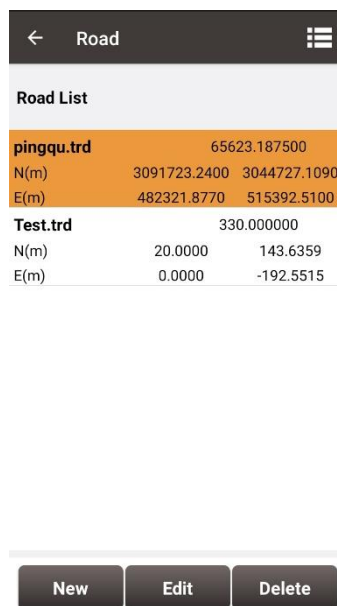 Road
Road List
pingqu.trd 65623.187500
N(m) 3091723.2400 3044727.1090
E(m) 482321.8770 515392.5100
Test.trd 330.000000
N(m) 20.0000 143.6359
E(m) 0.0000 -192.5515
New Edit Delete